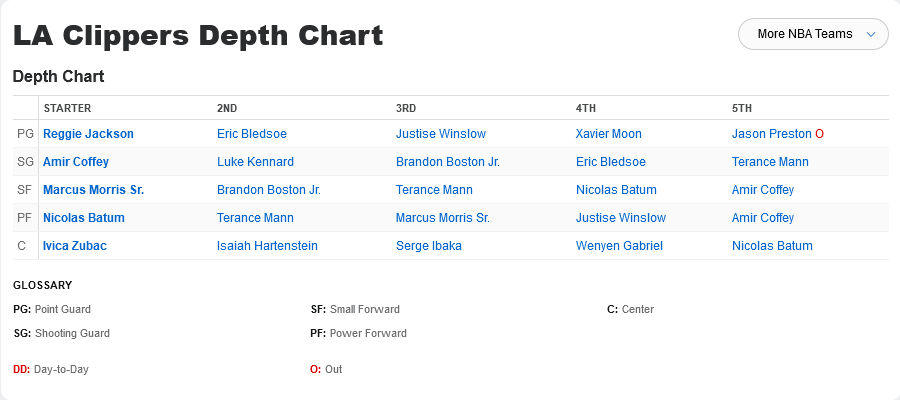 LA Clippers Depth Chart
More NBA Teams
Depth Chart
STARTER 2ND 3RD 4TH 5TH
PG Reggie Jackson Eric Bledsoe Justise Winslow Xavier Moon Jason Preston O
SG Amir Coffey Luke Kennard Brandon Boston Jr. Eric Bledsoe Terance Mann
SF Marcus Morris Sr. Brandon Boston Jr. Terance Mann Nicolas Batum Amir Coffey
PF Nicolas Batum Terance Mann Marcus Morris Sr. Justise Winslow Amir Coffey
C Ivica Zubac Isaiah Hartenstein Serge Ibaka Wenyen Gabriel Nicolas Batum
GLOSSARY
PG: Point Guard SF: Small Forward C: Center
SG: Shooting Guard PF: Power Forward
DD: Day-to-Day O: Out